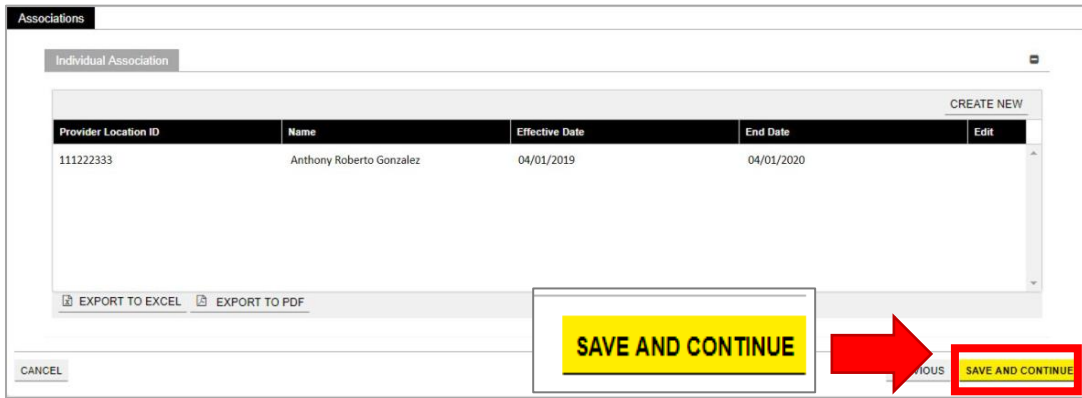 Associations
Individual Association
CREATE NEW
Provider Location ID Name Effective Date End Date Edit
111222333 Anthony Roberto Gonzalez 04/01/2019 04/01/2020
EXPORT TO EXCEL EXPORT TO PDF
SAVE AND CONTINUE
CANCEL SAVE AND CONTINUE